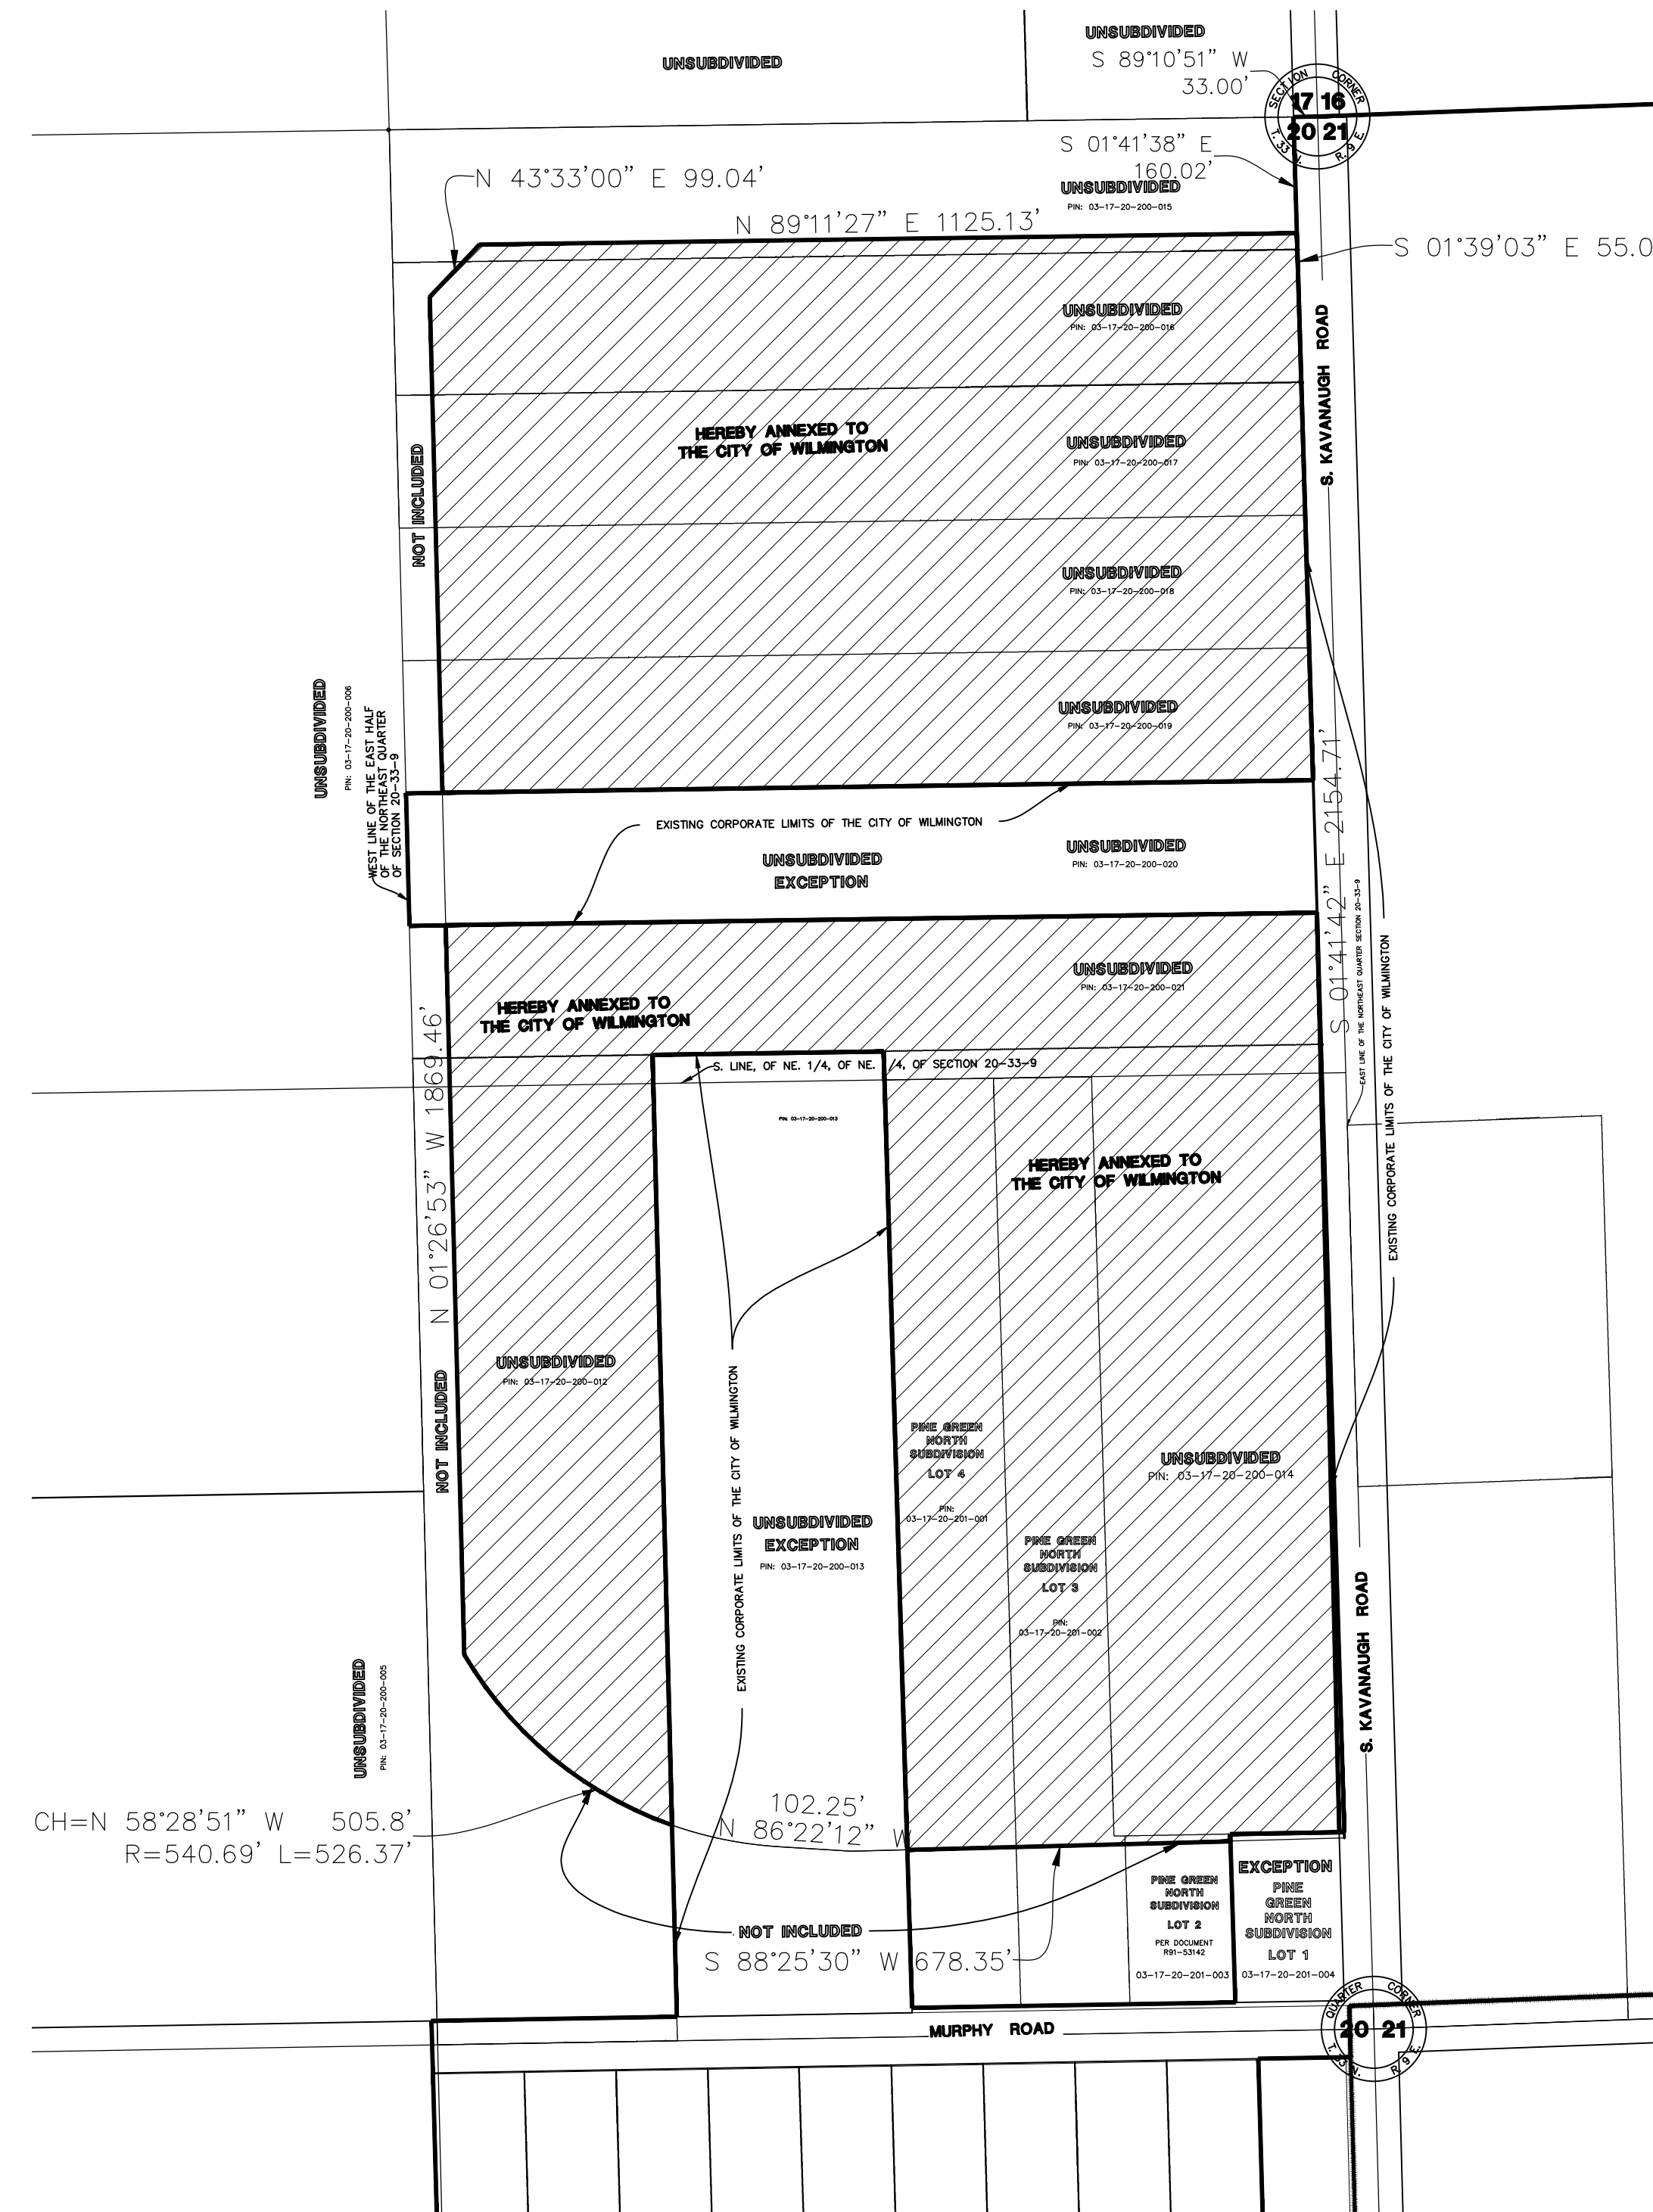 UNSUBDIVIDED
UNSUBDIVIDED
S 89°10'51" W
33.00'
SECTION CORNER
17 16
20 21
T. 33 N. R. 9 E.
S 01°41'38" E
160.02'
N 43°33'00" E 99.04'
UNSUBDIVIDED
PIN: 03-17-20-200-015
N 89°11'27" E 1125.13'
S 01°39'03" E 55.0
UNSUBDIVIDED
PIN: 03-17-20-200-016
S. KAVANAUGH ROAD
HEREBY ANNEXED TO
THE CITY OF WILMINGTON
UNSUBDIVIDED
PIN: 03-17-20-200-017
NOT INCLUDED
UNSUBDIVIDED
PIN: 03-17-20-200-018
UNSUBDIVIDED
PIN: 03-17-20-200-019
UNSUBDIVIDED
PIN: 03-17-20-200-006
WEST LINE OF THE EAST HALF
OF THE NORTHEAST QUARTER
OF SECTION 20-33-9
EXISTING CORPORATE LIMITS OF THE CITY OF WILMINGTON
UNSUBDIVIDED
EXCEPTION
UNSUBDIVIDED
PIN: 03-17-20-200-020
S 01°41'42" E 2154.71'
EAST LINE OF THE NORTHEAST QUARTER SECTION 20-33-9
EXISTING CORPORATE LIMITS OF THE CITY OF WILMINGTON
UNSUBDIVIDED
PIN: 03-17-20-200-021
HEREBY ANNEXED TO
THE CITY OF WILMINGTON
N 01°26'53" W 1869.46'
S. LINE, OF NE. 1/4, OF NE. /4, OF SECTION 20-33-9
PIN: 03-17-20-200-013
HEREBY ANNEXED TO
THE CITY OF WILMINGTON
UNSUBDIVIDED
PIN: 03-17-20-200-012
NOT INCLUDED
EXISTING CORPORATE LIMITS OF THE CITY OF WILMINGTON
PINE GREEN
NORTH
SUBDIVISION
LOT 4
PIN:
03-17-20-201-001
UNSUBDIVIDED
PIN: 03-17-20-200-014
UNSUBDIVIDED
EXCEPTION
PIN: 03-17-20-200-013
PINE GREEN
NORTH
SUBDIVISION
LOT 3
PIN:
03-17-20-201-002
S. KAVANAUGH ROAD
UNSUBDIVIDED
PIN: 03-17-20-200-005
CH=N 58°28'51" W 505.8'
R=540.69' L=526.37'
102.25'
N 86°22'12" W
NOT INCLUDED
S 88°25'30" W 678.35'
PINE GREEN
NORTH
SUBDIVISION
LOT 2
PER DOCUMENT
R91-53142
03-17-20-201-003
EXCEPTION
PINE
GREEN
NORTH
SUBDIVISION
LOT 1
03-17-20-201-004
QUARTER CORNER
20 21
T. 33 N. R 9 E.
MURPHY ROAD